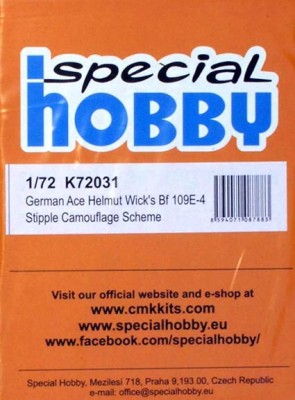 special
hobby
1/72 K72031
German Ace Helmut Wick's Bf 109E-4
Stipple Camouflage Scheme
8594071087883
Visit our official website and e-shop at
www.cmkkits.com
www.specialhobby.eu
www.facebook.com/specialhobby/
Special Hobby, Mezilesi 718, Praha 9,193 00, Czech Republic
e-mail: office@specialhobby.eu